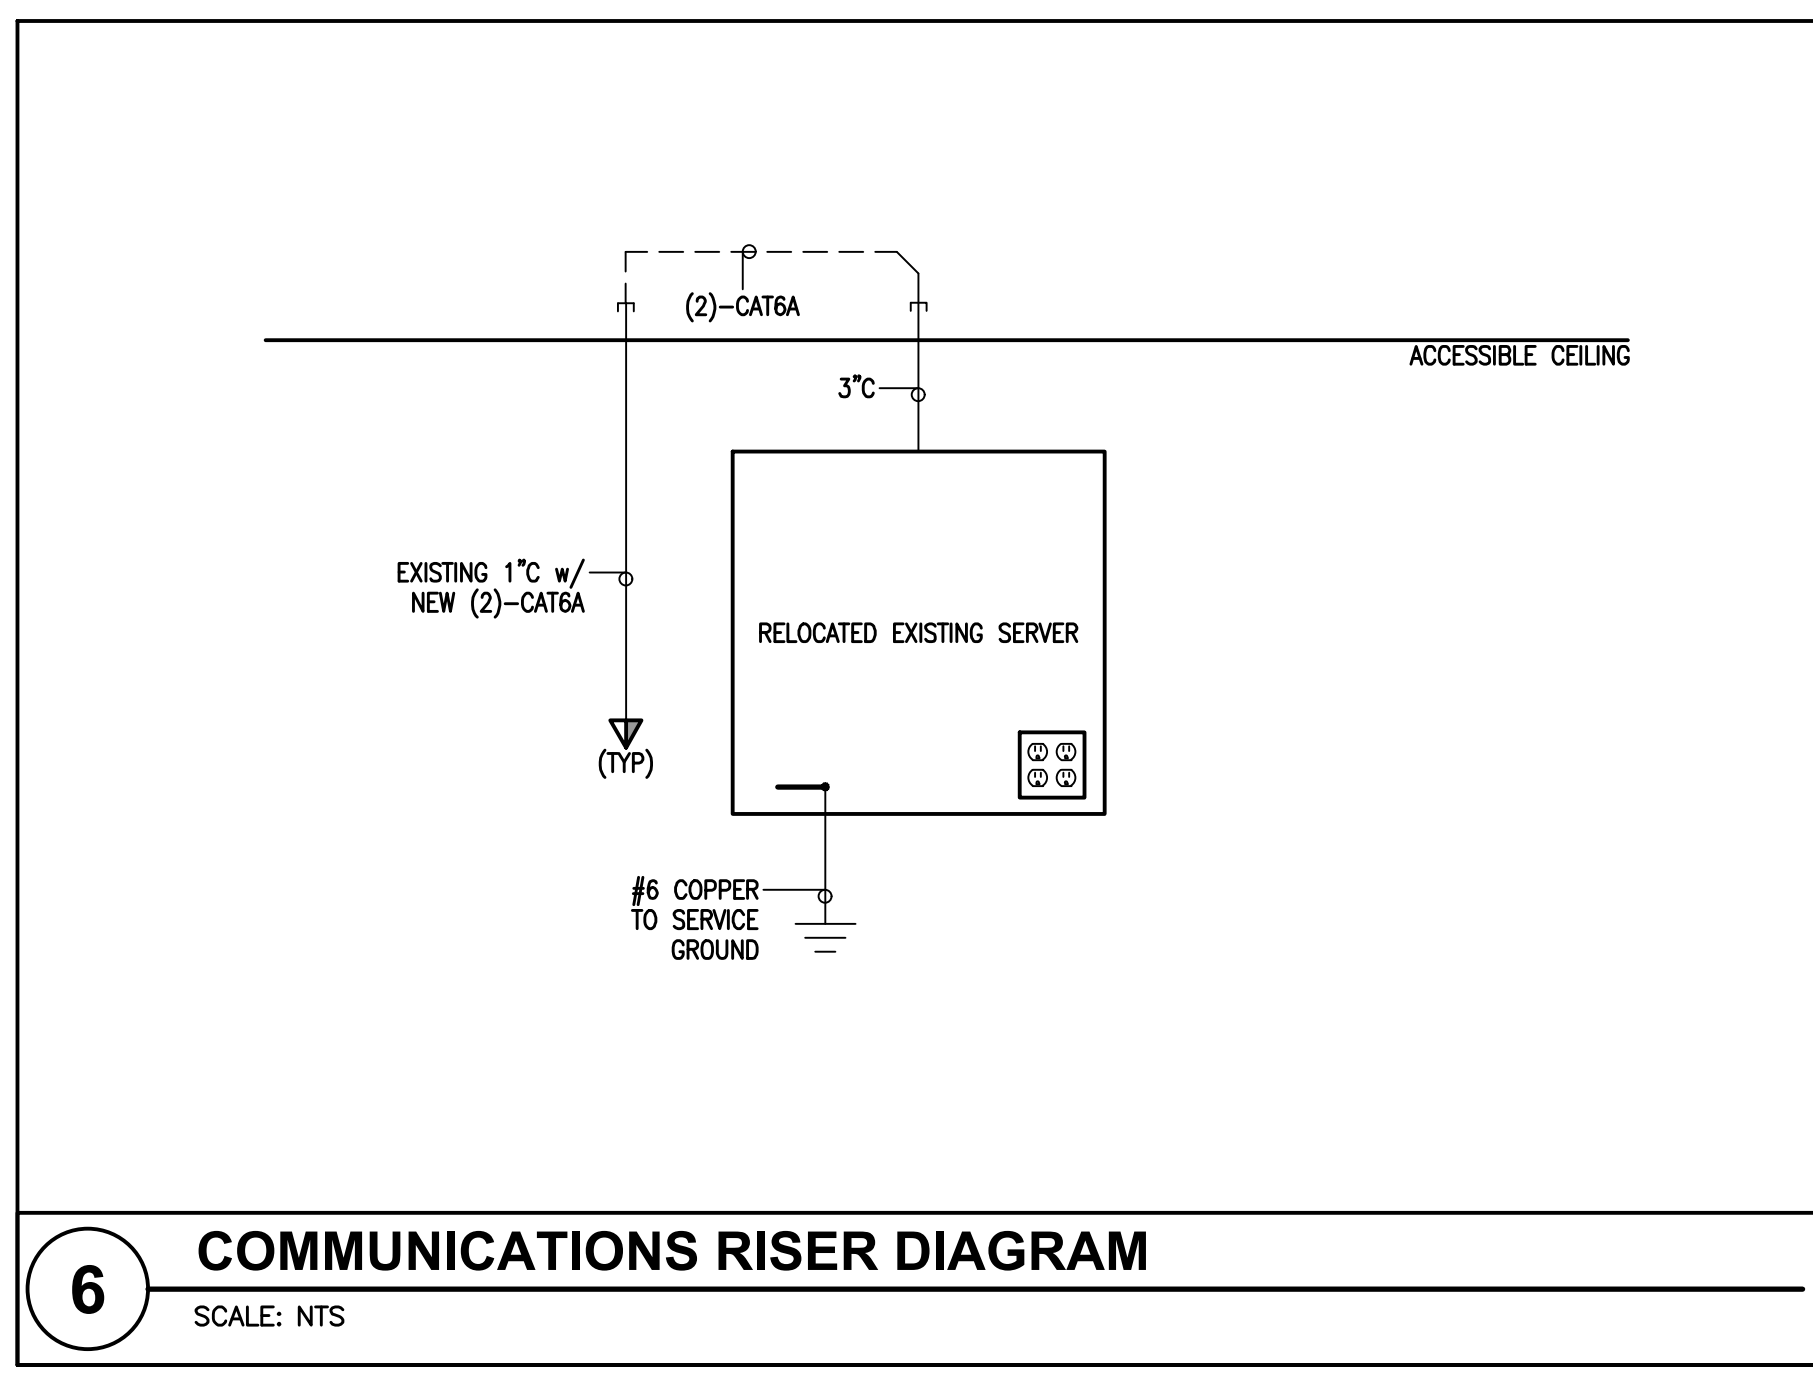 (2)-CAT6A
ACCESSIBLE CEILING
3"C
EXISTING 1"C w/
NEW (2)-CAT6A
RELOCATED EXISTING SERVER
(TYP)
#6 COPPER
TO SERVICE
GROUND
6
COMMUNICATIONS RISER DIAGRAM
SCALE: NTS